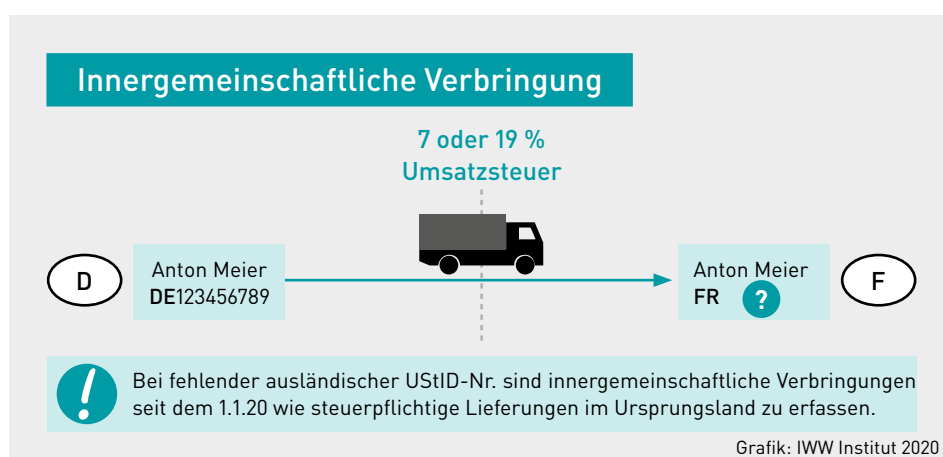 Innergemeinschaftliche Verbringung
7 oder 19 %
Umsatzsteuer
D
Anton Meier
DE123456789
Anton Meier
FR ?
F
!
Bei fehlender ausländischer UStID-Nr. sind innergemeinschaftliche Verbringungen
seit dem 1.1.20 wie steuerpflichtige Lieferungen im Ursprungsland zu erfassen.
Grafik: IWW Institut 2020